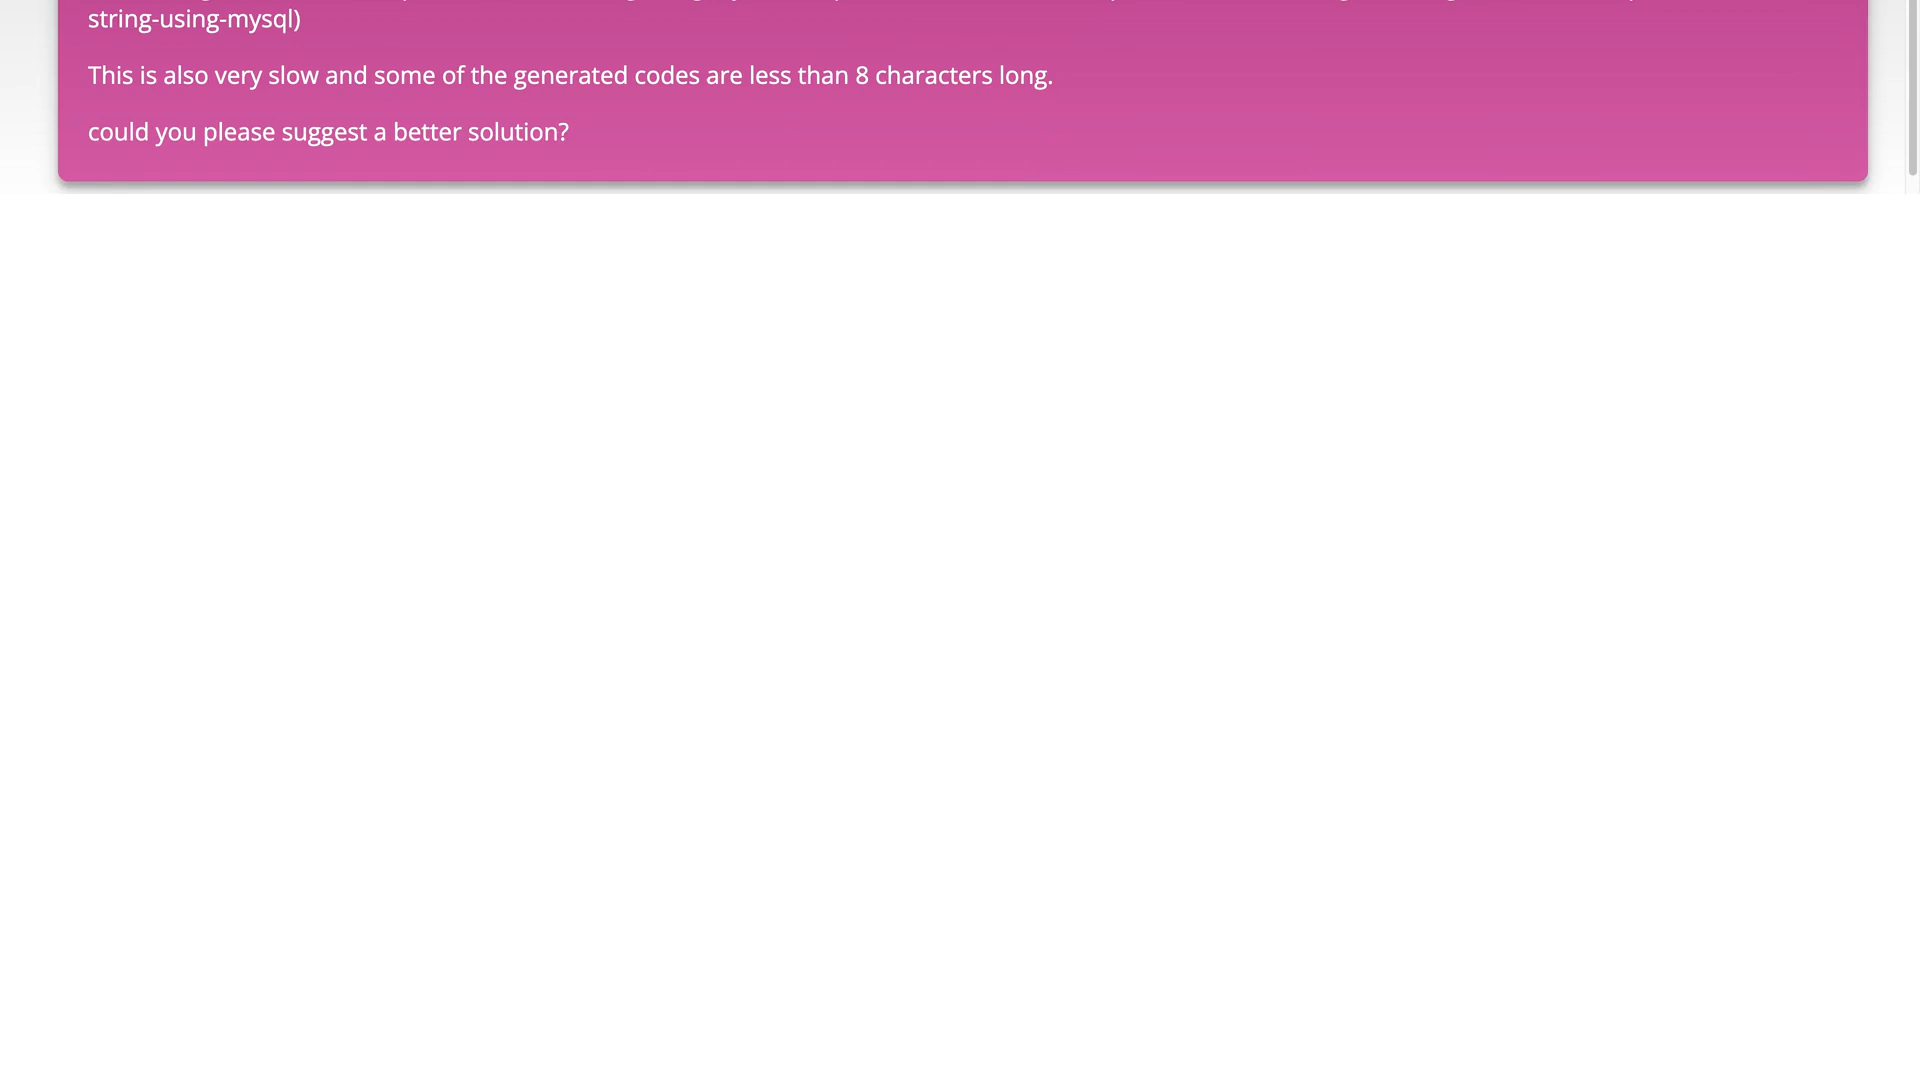 string-using-mysql)
This is also very slow and some of the generated codes are less than 8 characters long.
could you please suggest a better solution?